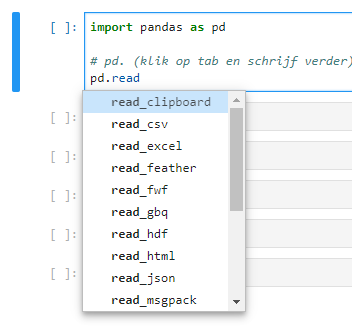 [ ]: import pandas as pd
# pd. (klik op tab en schrijf verder)
pd.read
read_clipboard
[ ]: read_csv
read_excel
[ ]: read_feather
read_fwf
[ ]: read_gbq
read_hdf
[ ]: read_html
[ ]: read_json
read_msgpack